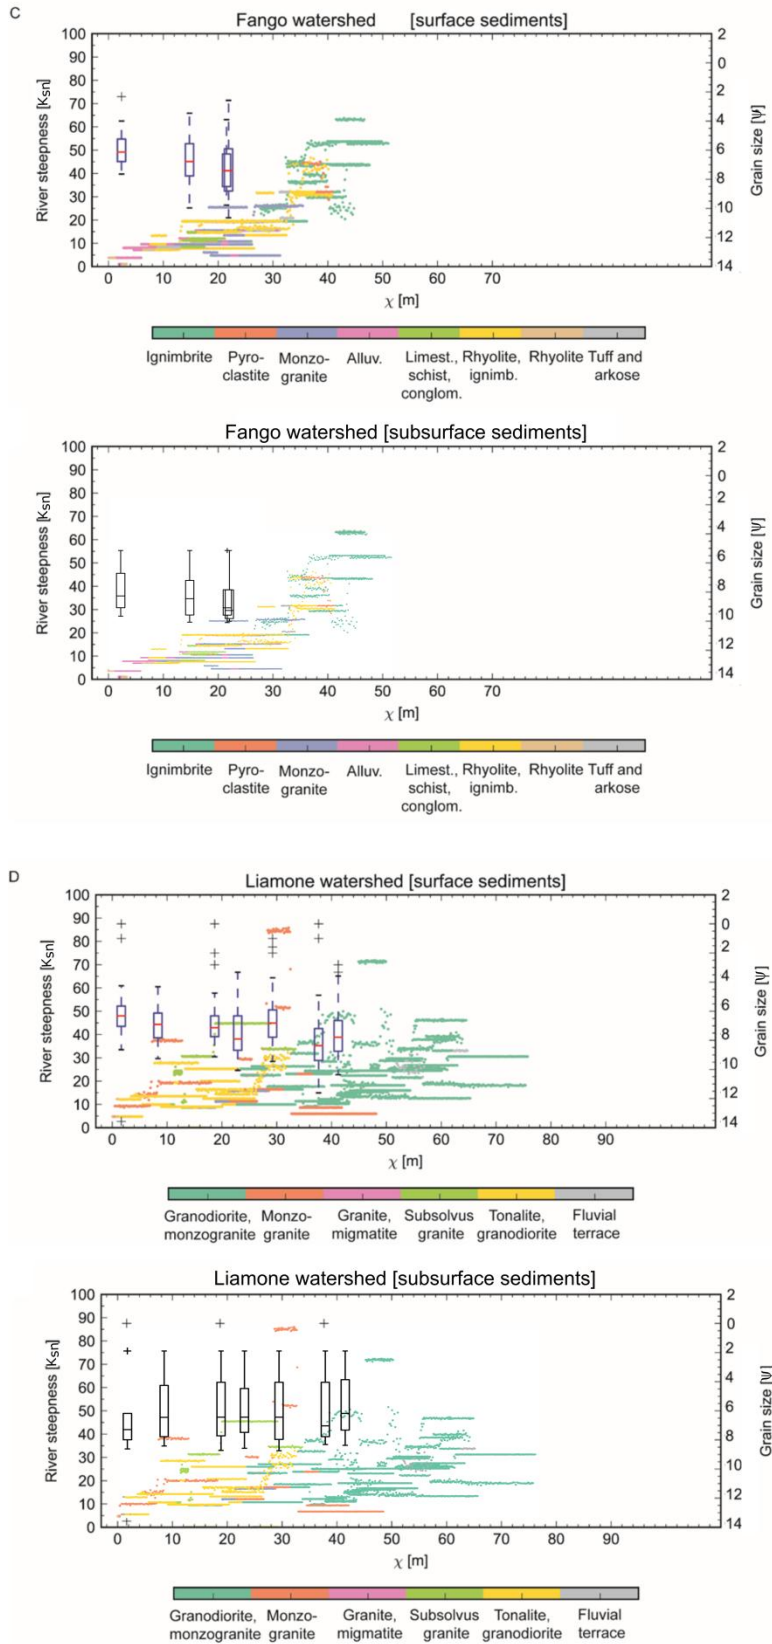 C
Fango watershed [surface sediments]
100
90
80
70
60
50
40
30
20
10
0
River steepness [Ksn]
2
0
2
4
6
8
10
12
14
Grain size [ψ]
0 10 20 30 40 50 60 70
χ [m]
Ignimbrite Pyro- Monzo- Alluv. Limest., Rhyolite, Rhyolite Tuff and
clastite granite schist, ignimb. arkose
conglom.
Fango watershed [subsurface sediments]
100
90
80
70
60
50
40
30
20
10
0
River steepness [Ksn]
2
0
2
4
6
8
10
12
14
Grain size [ψ]
0 10 20 30 40 50 60 70
χ [m]
Ignimbrite Pyro- Monzo- Alluv. Limest., Rhyolite, Rhyolite Tuff and
clastite granite schist, ignimb. arkose
conglom.
D
Liamone watershed [surface sediments]
100
90
80
70
60
50
40
30
20
10
0
River steepness [Ksn]
2
0
2
4
6
8
10
12
14
Grain size [ψ]
0 10 20 30 40 50 60 70 80 90
χ [m]
Granodiorite, Monzo- Granite, Subsolvus Tonalite, Fluvial
monzogranite granite migmatite granite granodiorite terrace
Liamone watershed [subsurface sediments]
100
90
80
70
60
50
40
30
20
10
0
River steepness [Ksn]
2
0
2
4
6
8
10
12
14
Grain size [ψ]
0 10 20 30 40 50 60 70 80 90
χ [m]
Granodiorite, Monzo- Granite, Subsolvus Tonalite, Fluvial
monzogranite granite migmatite granite granodiorite terrace